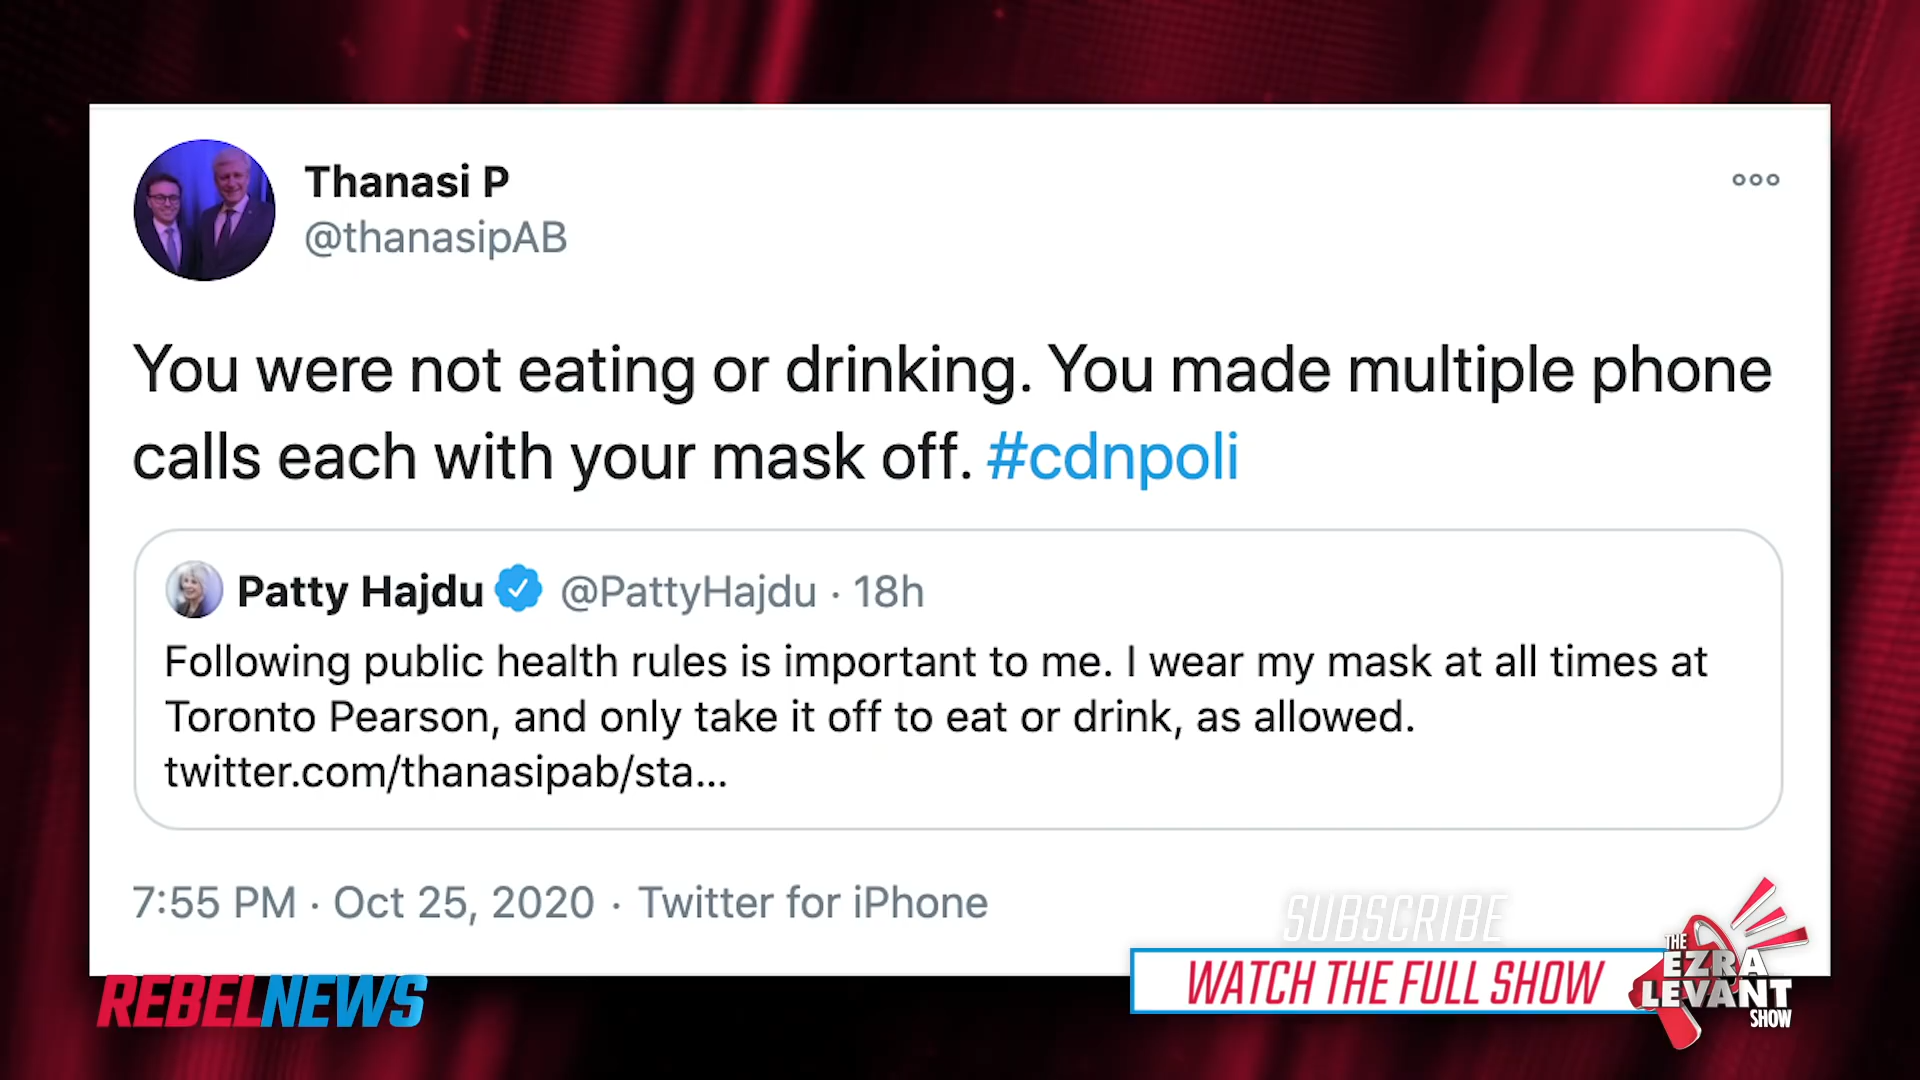 Thanasi P
@thanasipAB
You were not eating or drinking. You made multiple phone
calls each with your mask off. #cdnpoli
Patty Hajdu @PattyHajdu · 18h
Following public health rules is important to me. I wear my mask at all times at
Toronto Pearson, and only take it off to eat or drink, as allowed.
twitter.com/thanasipab/sta...
7:55 PM · Oct 25, 2020 · Twitter for iPhone
SUBSCRIBE
WATCH THE FULL SHOW
THE
EZRA
LEVANT
SHOW
REBELNEWS